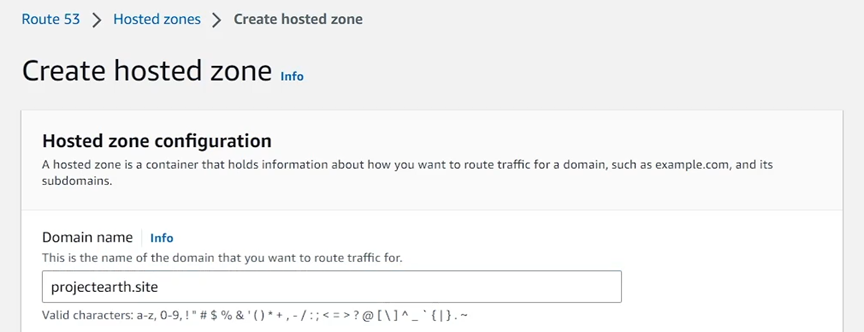 Route 53 > Hosted zones > Create hosted zone
Create hosted zone Info
Hosted zone configuration
A hosted zone is a container that holds information about how you want to route traffic for a domain, such as example.com, and its
subdomains.
Domain name Info
This is the name of the domain that you want to route traffic for.
projectearth.site
Valid characters: a-z, 0-9, ! " # $ % & ' ( ) * + , - / : ; < = > ? @ [ \ ] ^ _ ` { | } . ~